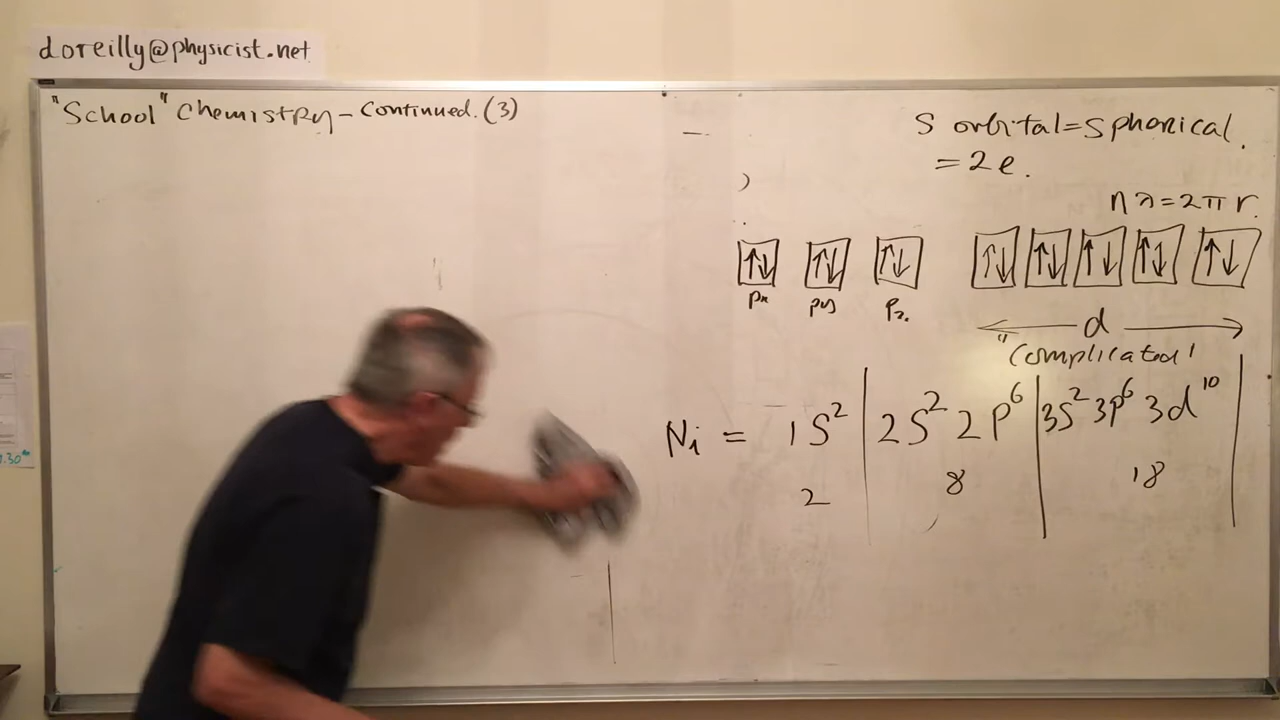 doreilly@physicist.net
"School" Chemistry - continued. (3)
S orbital = Spherical.
= 2e.
nλ = 2πr.
↑↓ ↑↓ ↑↓ ↑↓ ↑↓ ↑↓ ↑↓ ↑↓
px py pz.
← d →
"Complicated"
Ni = 1S² | 2S² 2P⁶ | 3S² 3P⁶ 3d¹⁰ |
2 8 18